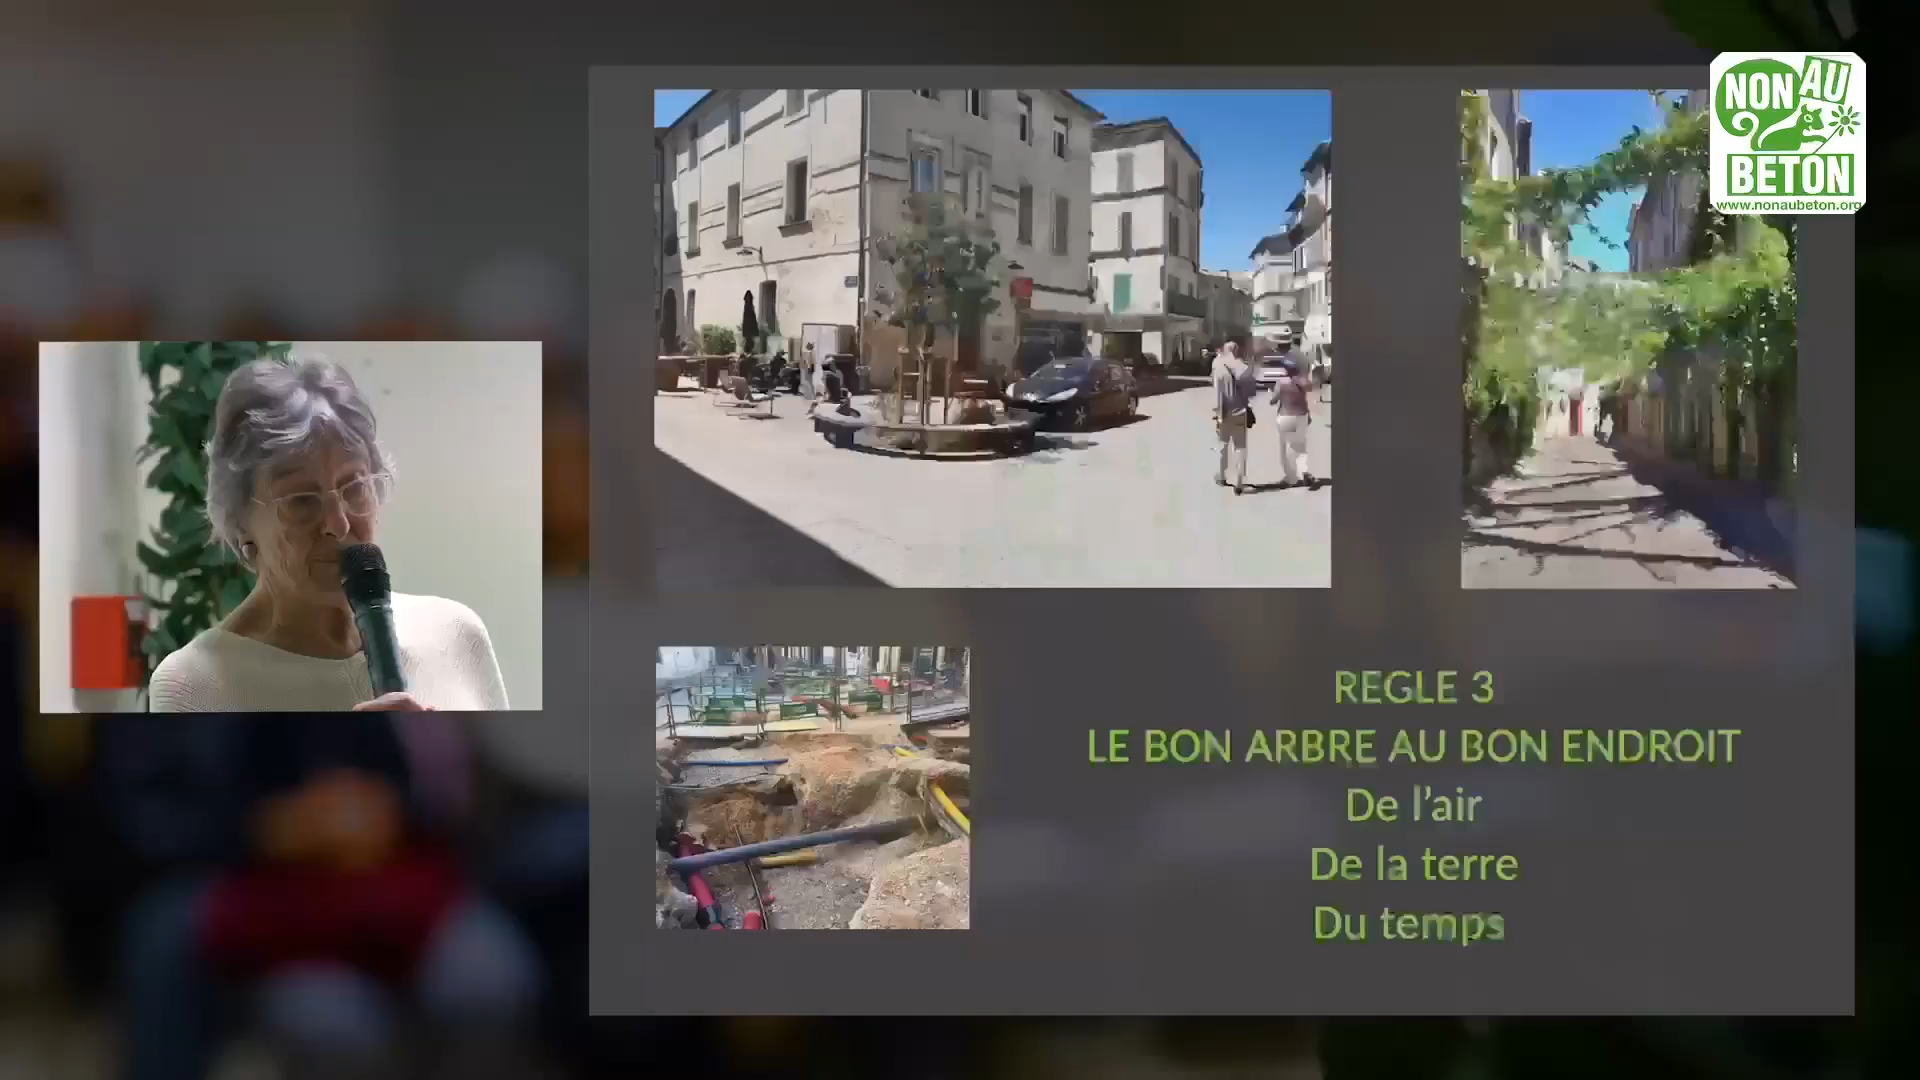 NON AU
BETON
www.nonaubeton.org
REGLE 3
LE BON ARBRE AU BON ENDROIT
De l’air
De la terre
Du temps